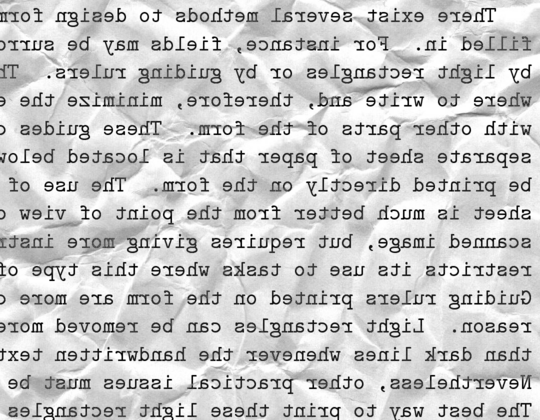 There exist several methods to design form
filled in. For instance, fields may be surro
by light rectangles or by guiding rulers. Th
where to write and, therefore, minimize the
with other parts of the form. These guides
separate sheet of paper that is located below
be printed directly on the form. The use of
sheet is much better from the point of view
scanned image, but requires giving more instr
restricts its use to tasks where this type of
Guiding rulers printed on the form are more
reason. Light rectangles can be removed more
than dark lines whenever the handwritten text
Nevertheless, other practical issues must be
The best way to print these light rectangles